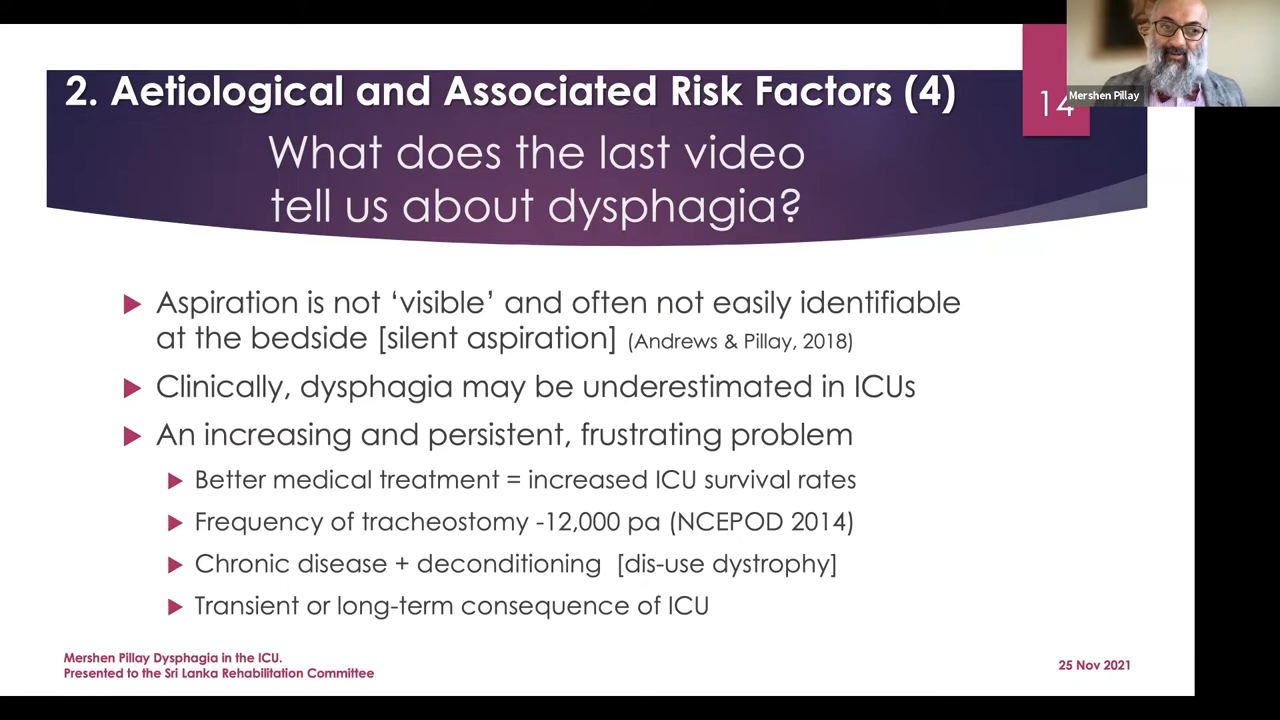 2. Aetiological and Associated Risk Factors (4)
What does the last video
tell us about dysphagia?
14
Mershen Pillay
Aspiration is not ‘visible’ and often not easily identifiable
at the bedside [silent aspiration] (Andrews & Pillay, 2018)
Clinically, dysphagia may be underestimated in ICUs
An increasing and persistent, frustrating problem
Better medical treatment = increased ICU survival rates
Frequency of tracheostomy -12,000 pa (NCEPOD 2014)
Chronic disease + deconditioning [dis-use dystrophy]
Transient or long-term consequence of ICU
Mershen Pillay Dysphagia in the ICU.
Presented to the Sri Lanka Rehabilitation Committee
25 Nov 2021